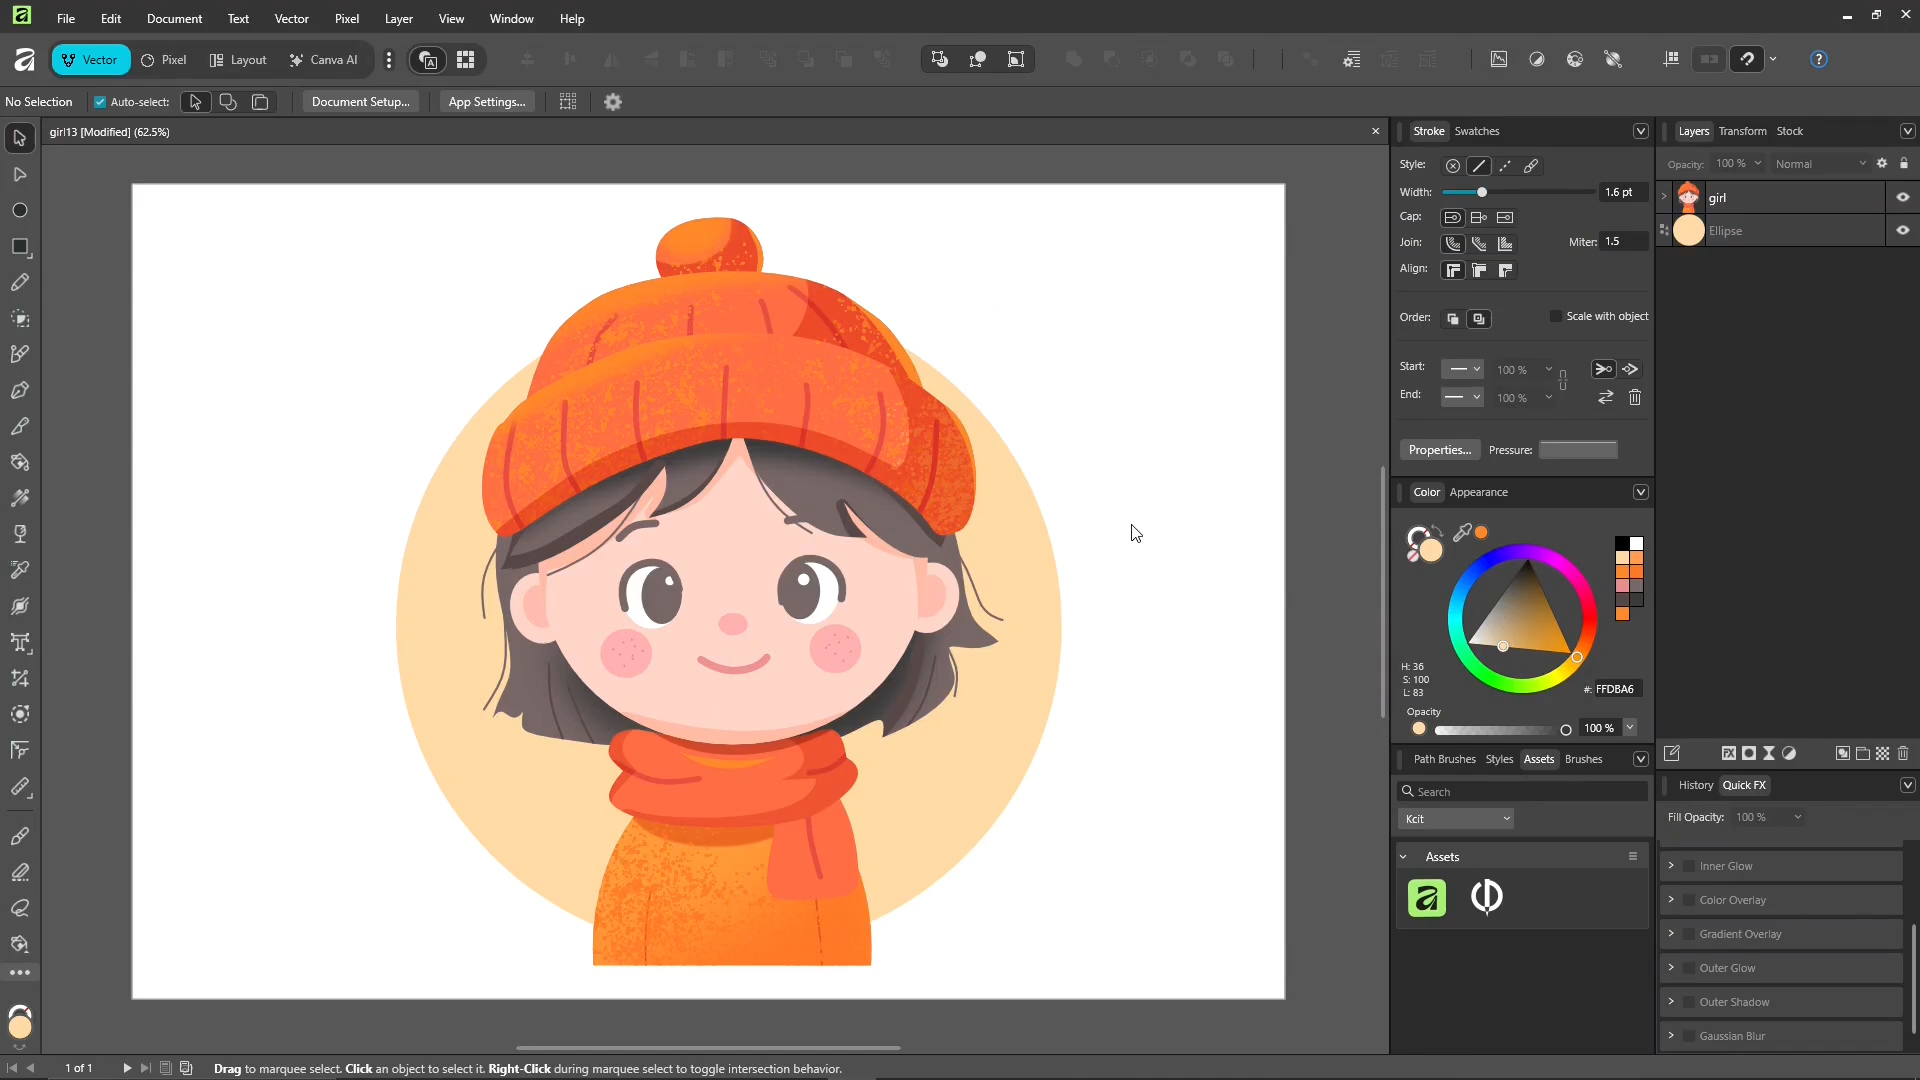 File Edit Document Text Vector Pixel Layer View Window Help
Vector Pixel Layout Canva AI
No Selection Auto-select: Document Setup... App Settings...
girl13 [Modified] (62.5%)
Stroke Swatches
Style:
Width: 1.6 pt
Cap:
Join: Miter: 1.5
Align:
Order: Scale with object
Start: 100 %
End: 100 %
Properties... Pressure:
Color Appearance
H: 36
S: 100
L: 83
#: FFDBA6
Opacity
100 %
Path Brushes Styles Assets Brushes
Search
Kcit
Assets
Layers Transform Stock
Opacity: 100 % Normal
girl
Ellipse
History Quick FX
Fill Opacity: 100 %
Inner Glow
Color Overlay
Gradient Overlay
Outer Glow
Outer Shadow
Gaussian Blur
1 of 1 Drag to marquee select. Click an object to select it. Right-Click during marquee select to toggle intersection behavior.